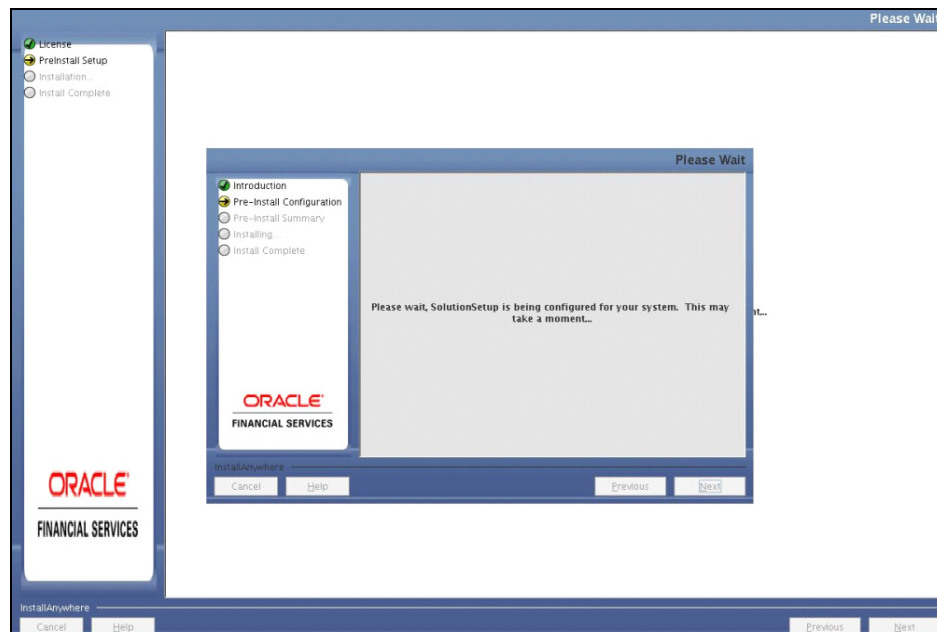 Please Wait
License
PreInstall Setup
Installation...
Install Complete
Please Wait
Introduction
Pre-Install Configuration
Pre-Install Summary
Installing...
Install Complete
Please wait, SolutionSetup is being configured for your system. This may
take a moment...
nt...
ORACLE
FINANCIAL SERVICES
InstallAnywhere
Cancel
Help
Previous
Next
ORACLE
FINANCIAL SERVICES
InstallAnywhere
Cancel
Help
Previous
Next